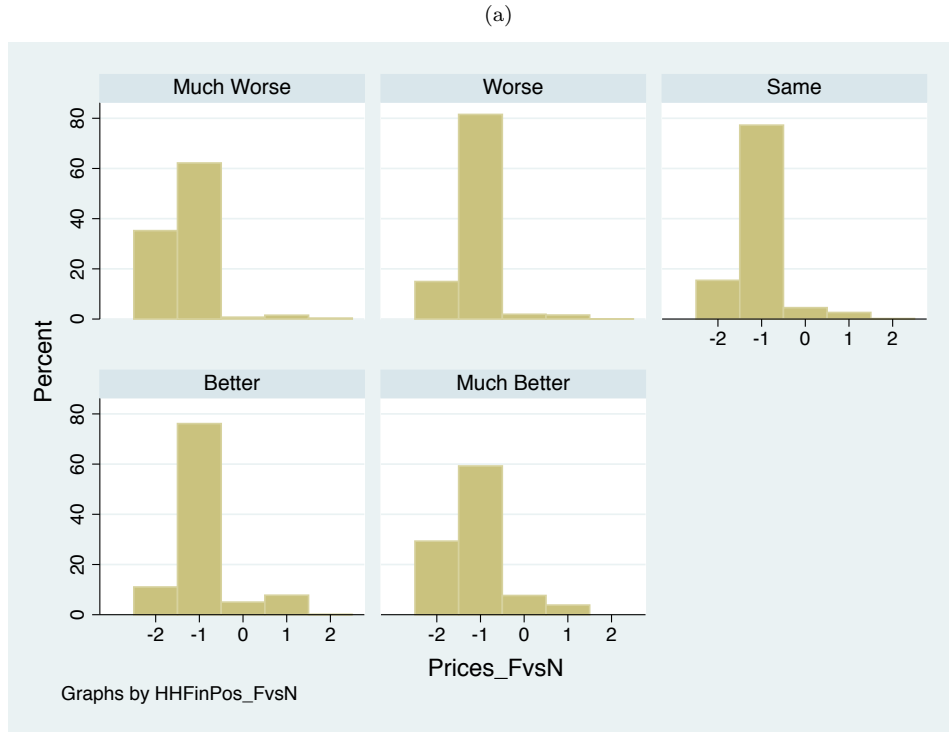 (a)
Much Worse Worse Same
80
60
40
20
0
-2 -1 0 1 2
Percent
Better Much Better
80
60
40
20
0
-2 -1 0 1 2 -2 -1 0 1 2
Prices_FvsN
Graphs by HHFinPos_FvsN